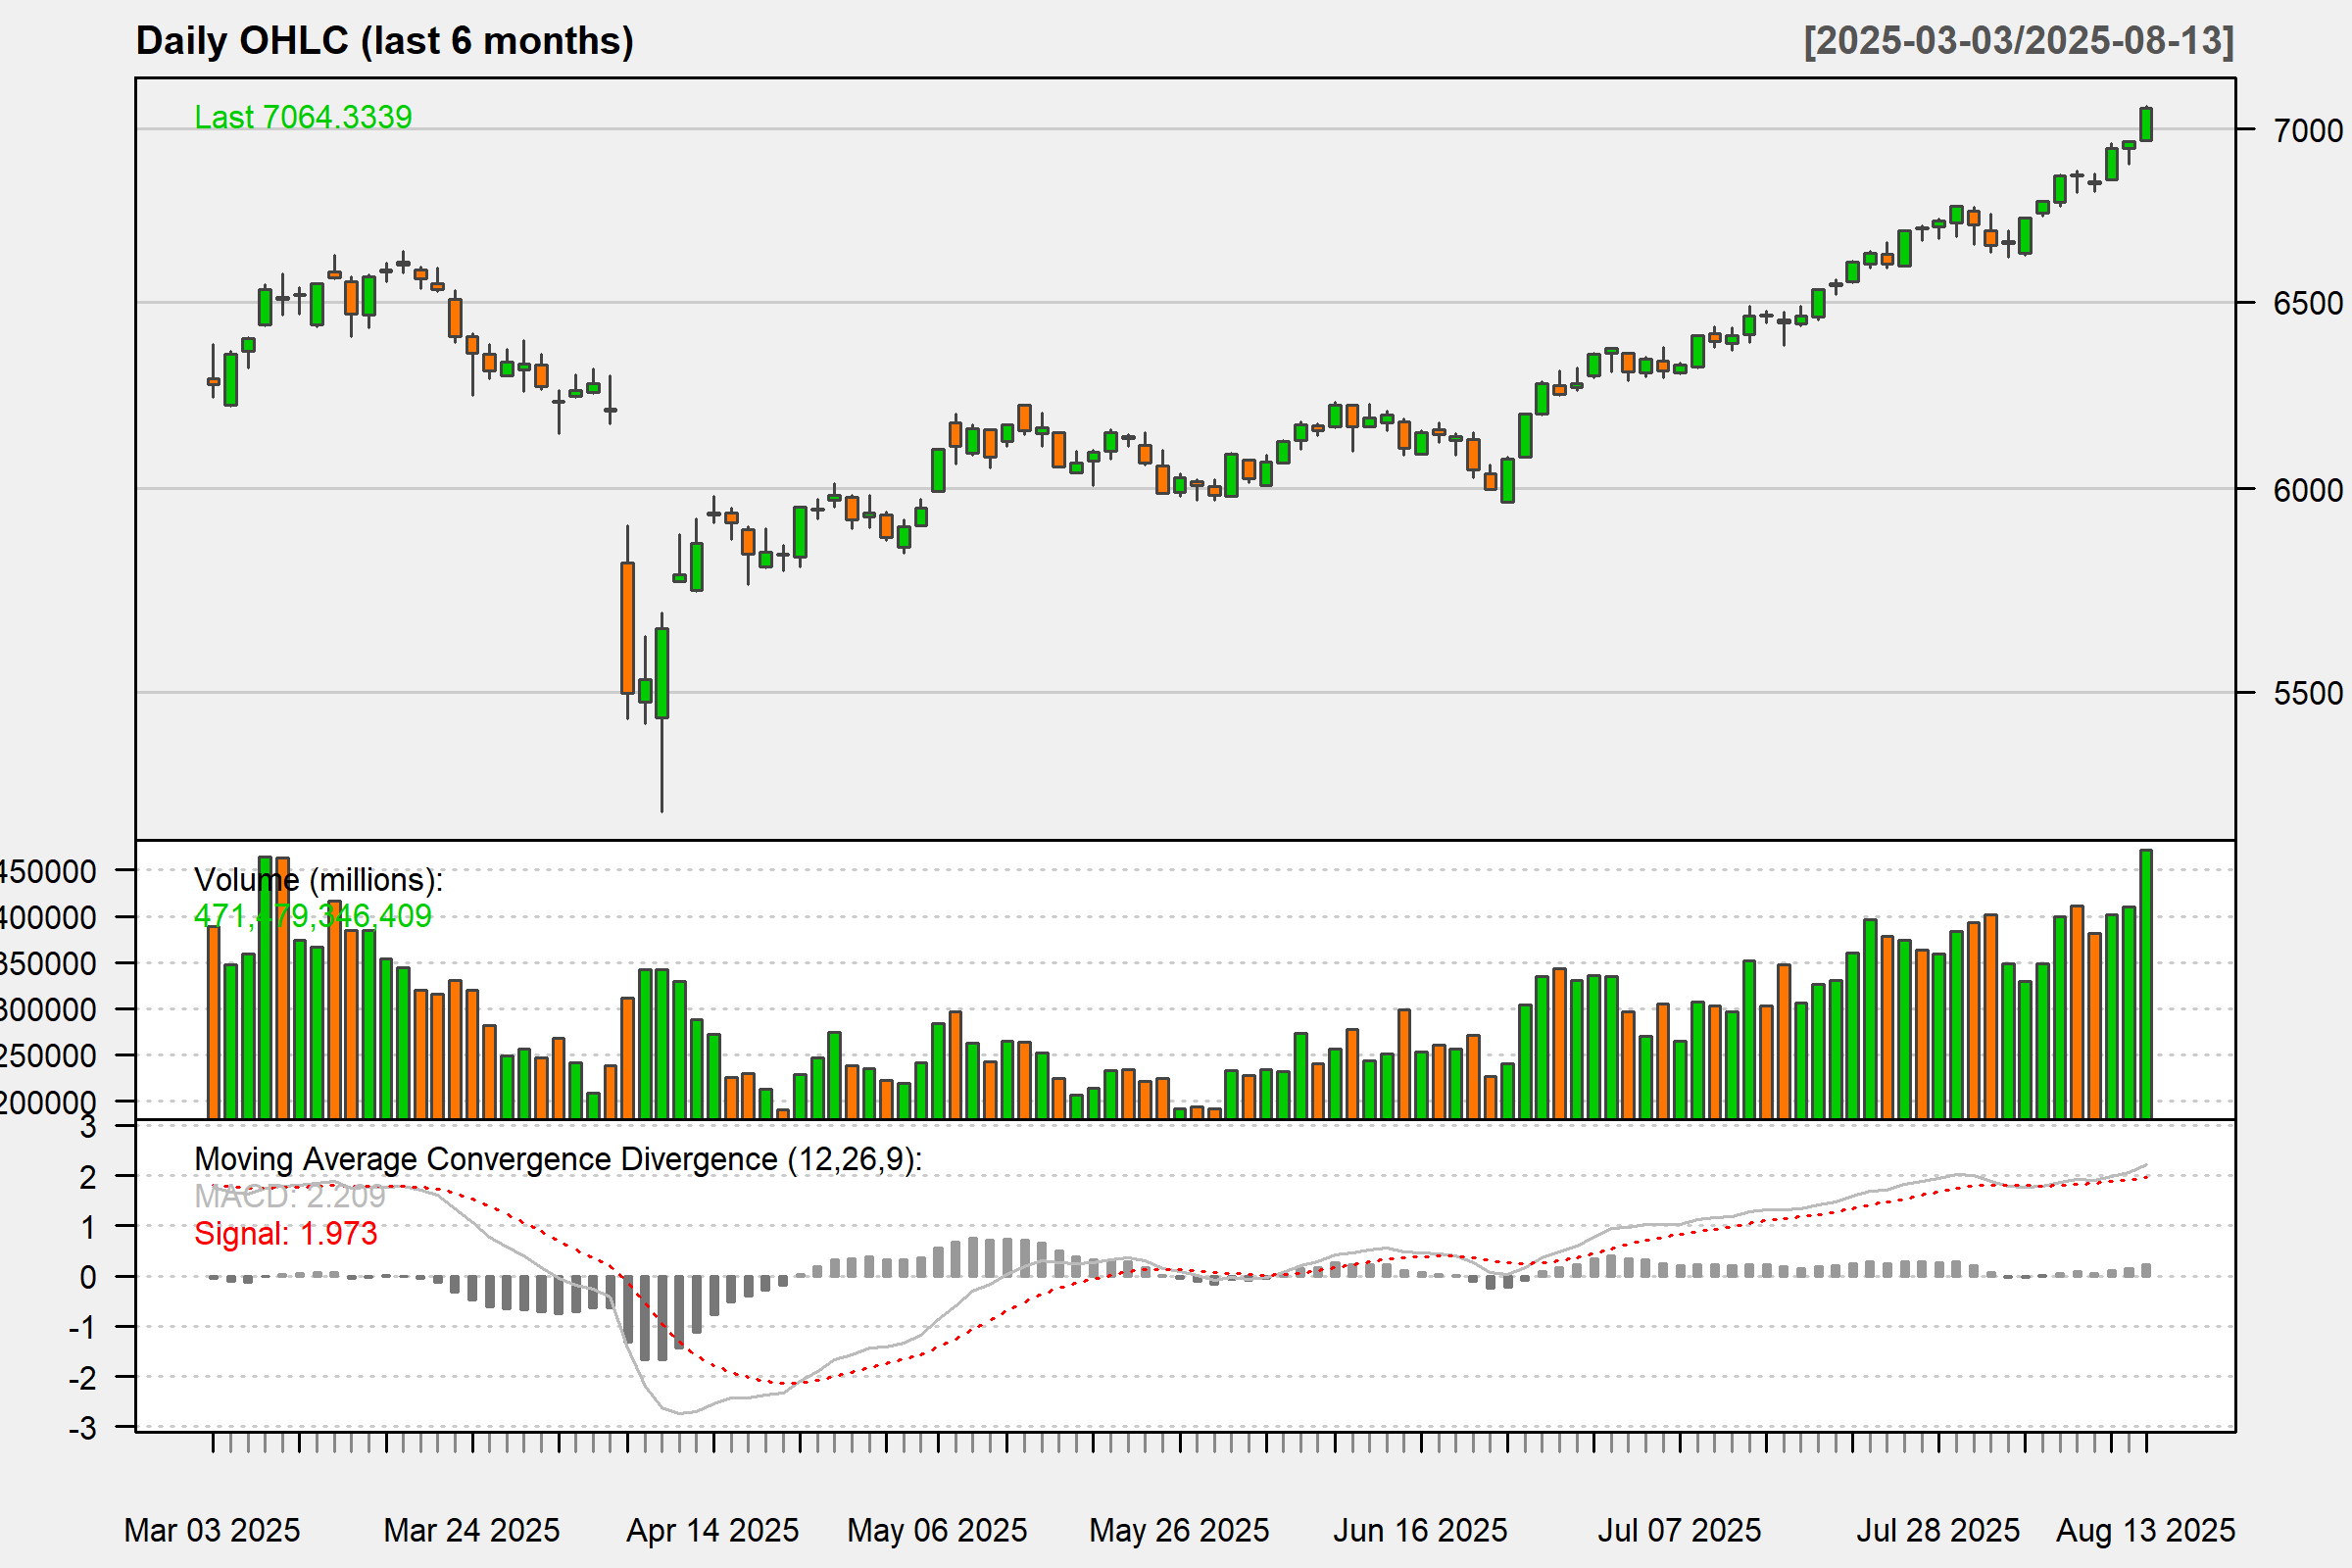 Daily OHLC (last 6 months)
[2025-03-03/2025-08-13]
Last 7064.3339
7000
6500
6000
5500
Volume (millions):
471,479,346,409
450000
400000
350000
300000
250000
200000
Moving Average Convergence Divergence (12,26,9):
MACD: 2.209
Signal: 1.973
3
2
1
0
-1
-2
-3
Mar 03 2025 Mar 24 2025 Apr 14 2025 May 06 2025 May 26 2025 Jun 16 2025 Jul 07 2025 Jul 28 2025 Aug 13 2025